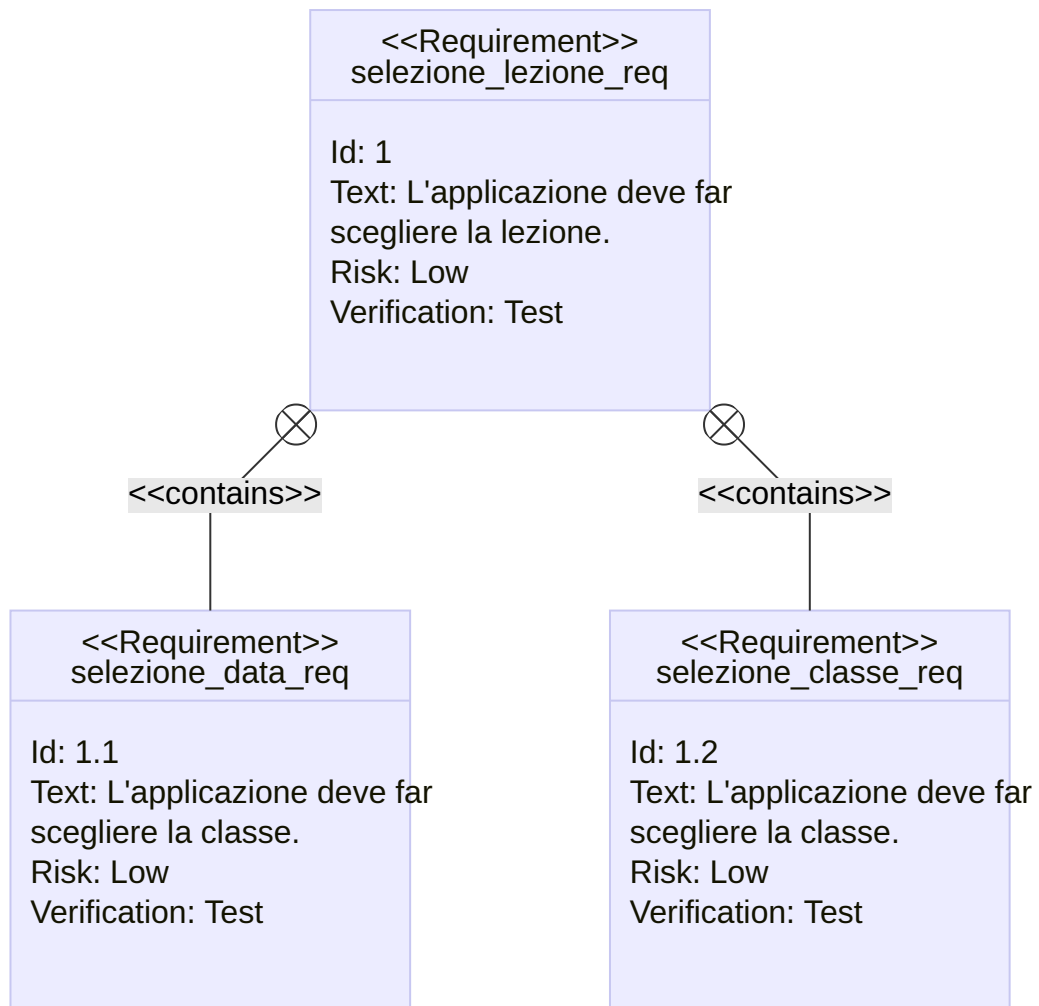 <<Requirement>>
selezione_lezione_req
Id: 1
Text: L'applicazione deve far
scegliere la lezione.
Risk: Low
Verification: Test
<<contains>>
<<contains>>
<<Requirement>>
selezione_data_req
Id: 1.1
Text: L'applicazione deve far
scegliere la classe.
Risk: Low
Verification: Test
<<Requirement>>
selezione_classe_req
Id: 1.2
Text: L'applicazione deve far
scegliere la classe.
Risk: Low
Verification: Test